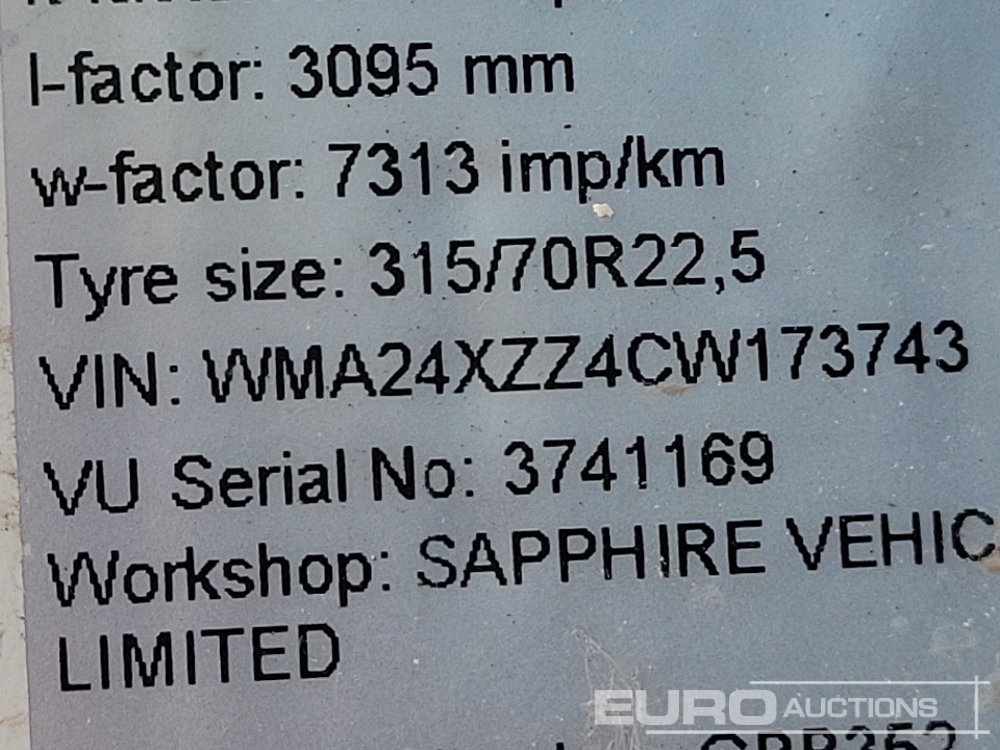 l-factor: 3095 mm
w-factor: 7313 imp/km
Tyre size: 315/70R22,5
VIN: WMA24XZZ4CW173743
VU Serial No: 3741169
Workshop: SAPPHIRE VEHIC
LIMITED
EURO AUCTIONS